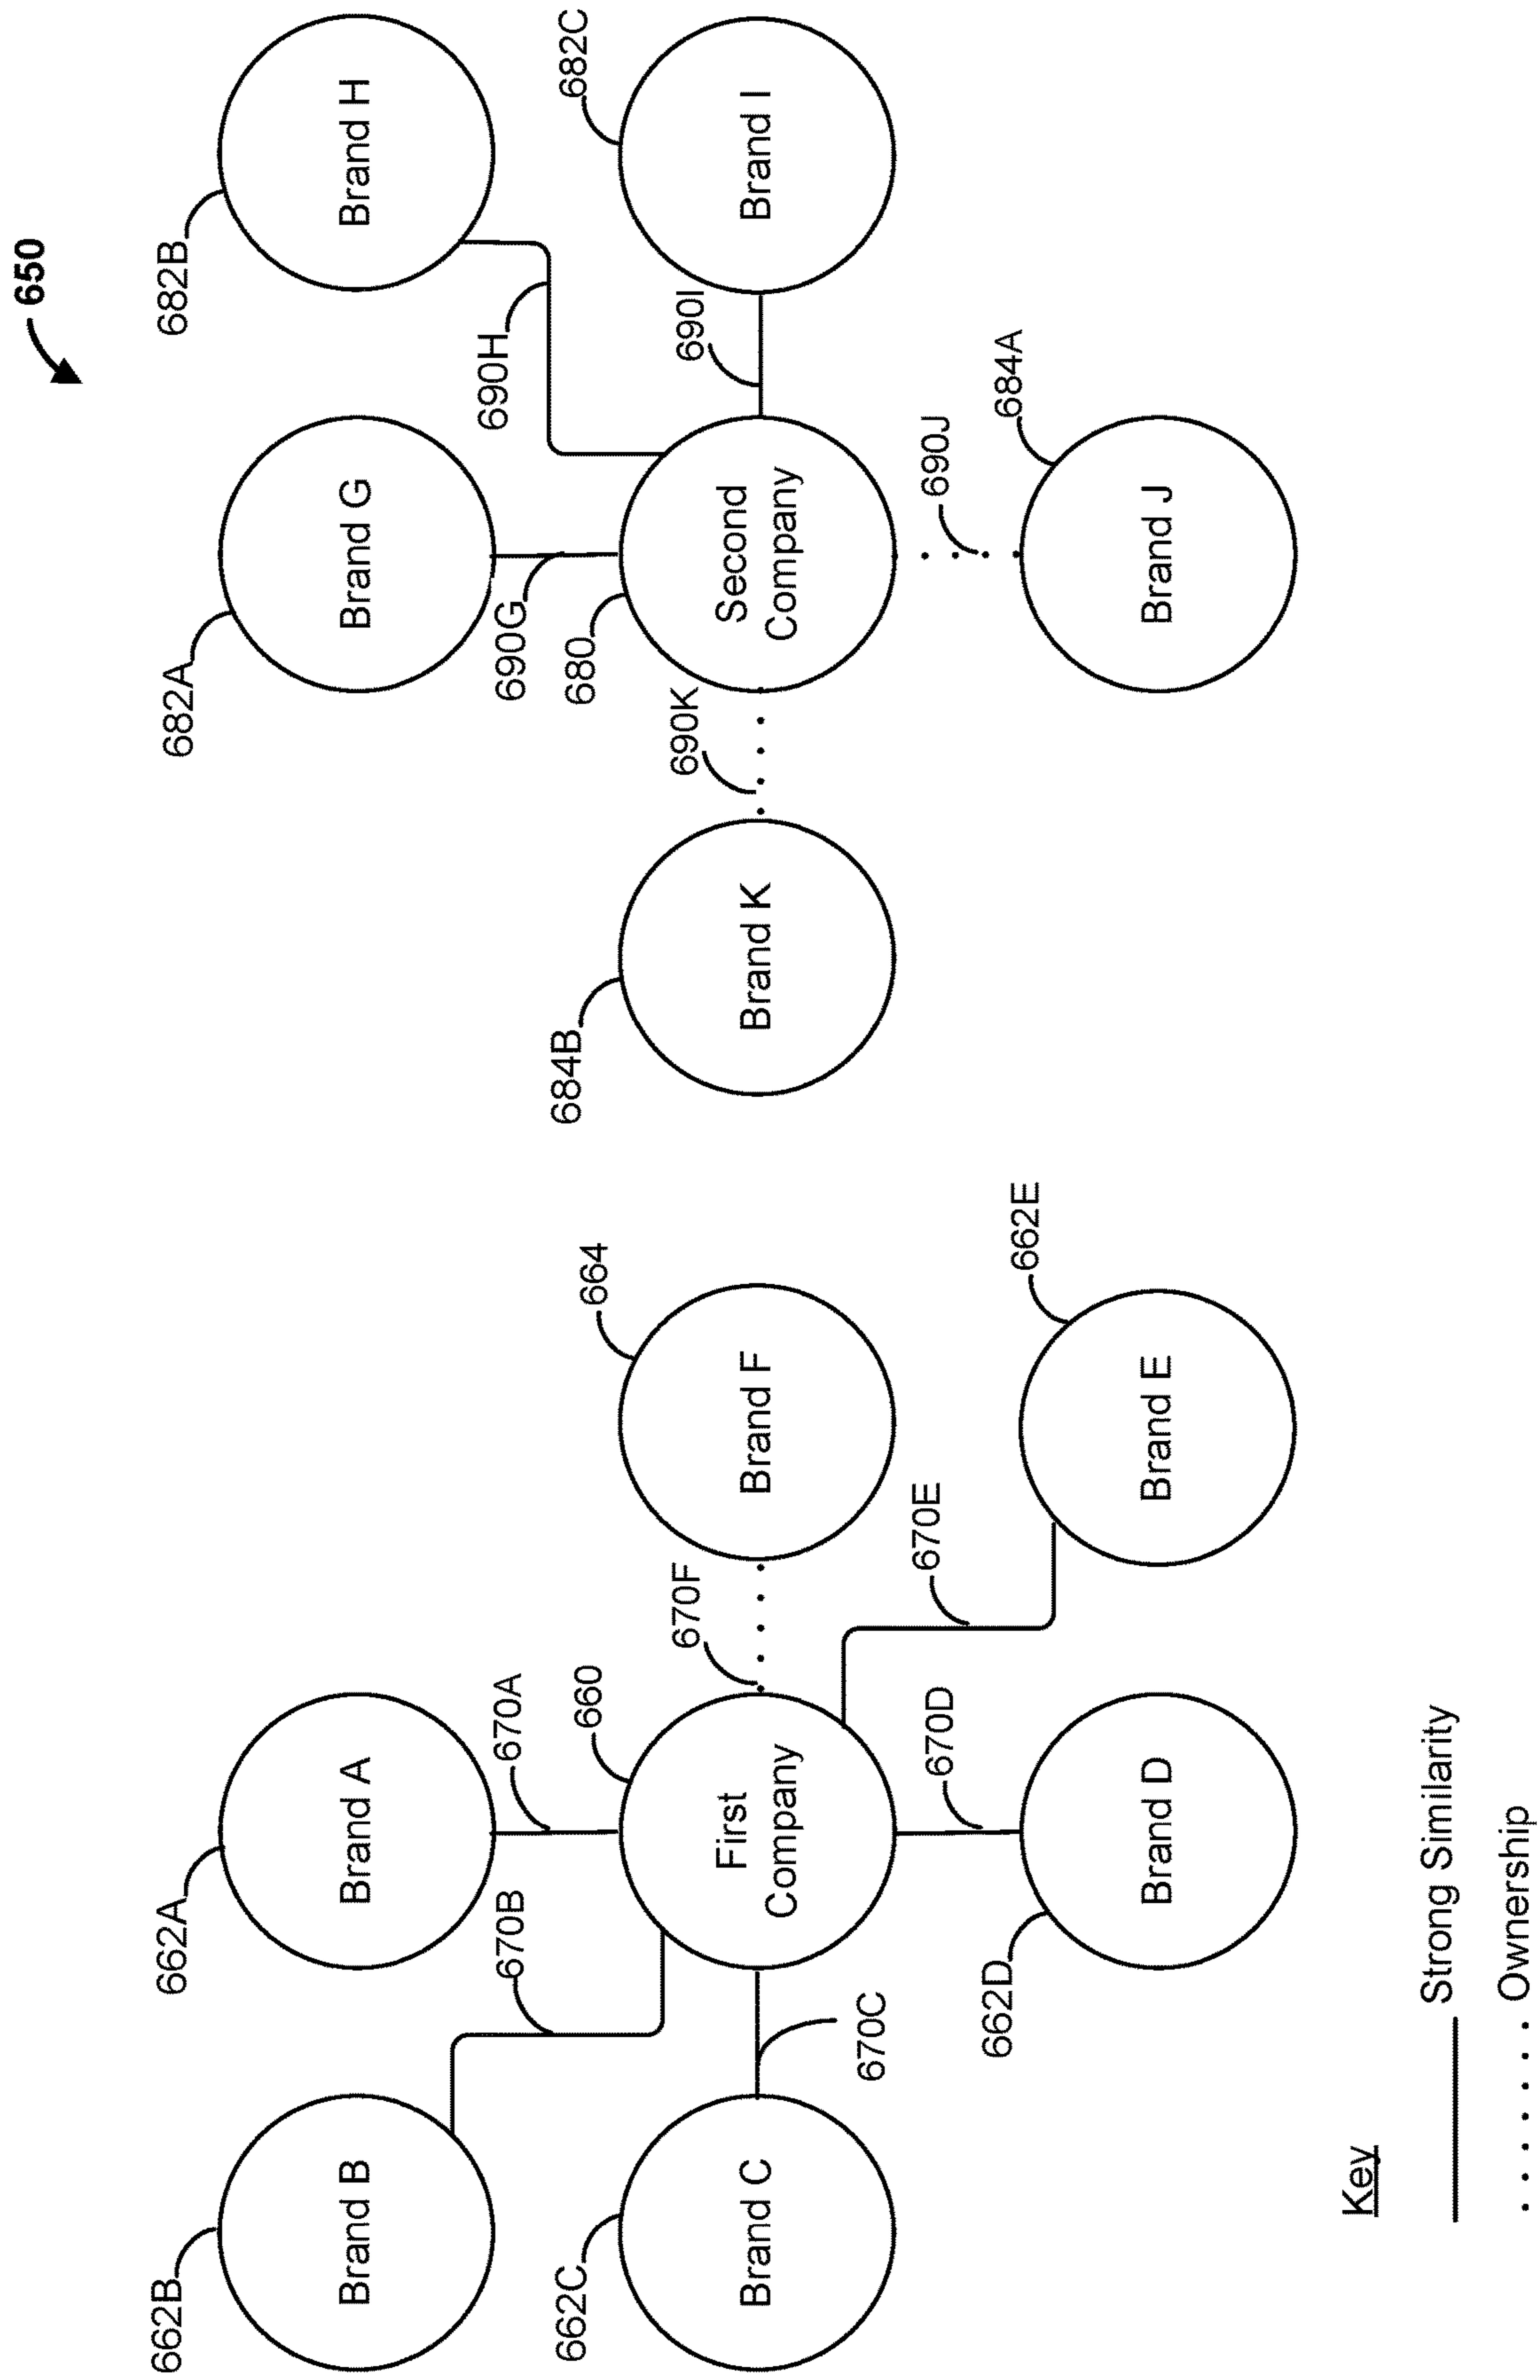 650
662B
Brand B
662A
Brand A
670B
670A
662C
Brand C
670C
660
First
Company
670F
664
Brand F
662D
Brand D
670D
670E
662E
Brand E
682A
Brand G
682B
Brand H
690G
690H
680
Second
Company
684B
Brand K
690K
690I
682C
Brand I
690J
684A
Brand J
Key
Strong Similarity
Ownership